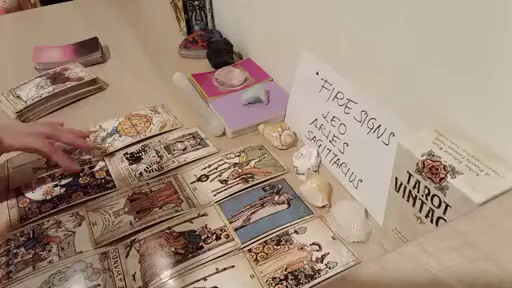 FIRE SIGNS
LEO
ARIES
SAGITTARIUS
TAROT
VINTAGE